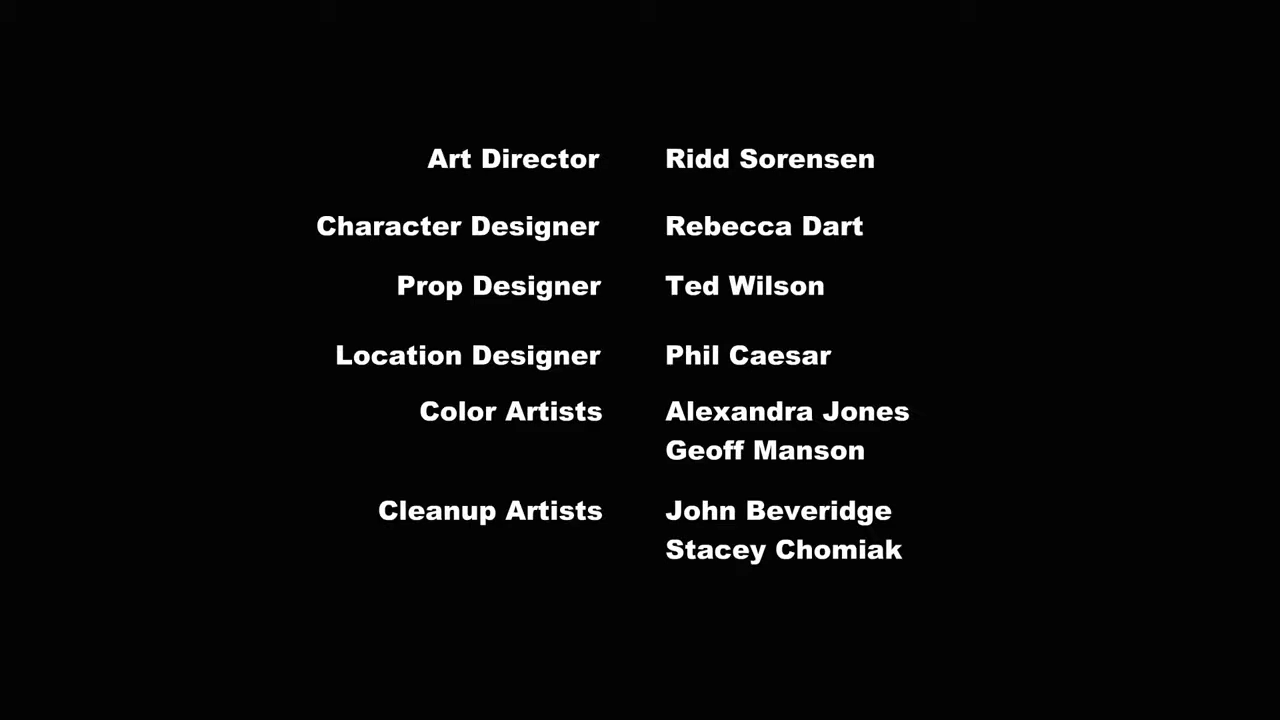 Art Director Ridd Sorensen
Character Designer Rebecca Dart
Prop Designer Ted Wilson
Location Designer Phil Caesar
Color Artists Alexandra Jones
Geoff Manson
Cleanup Artists John Beveridge
Stacey Chomiak